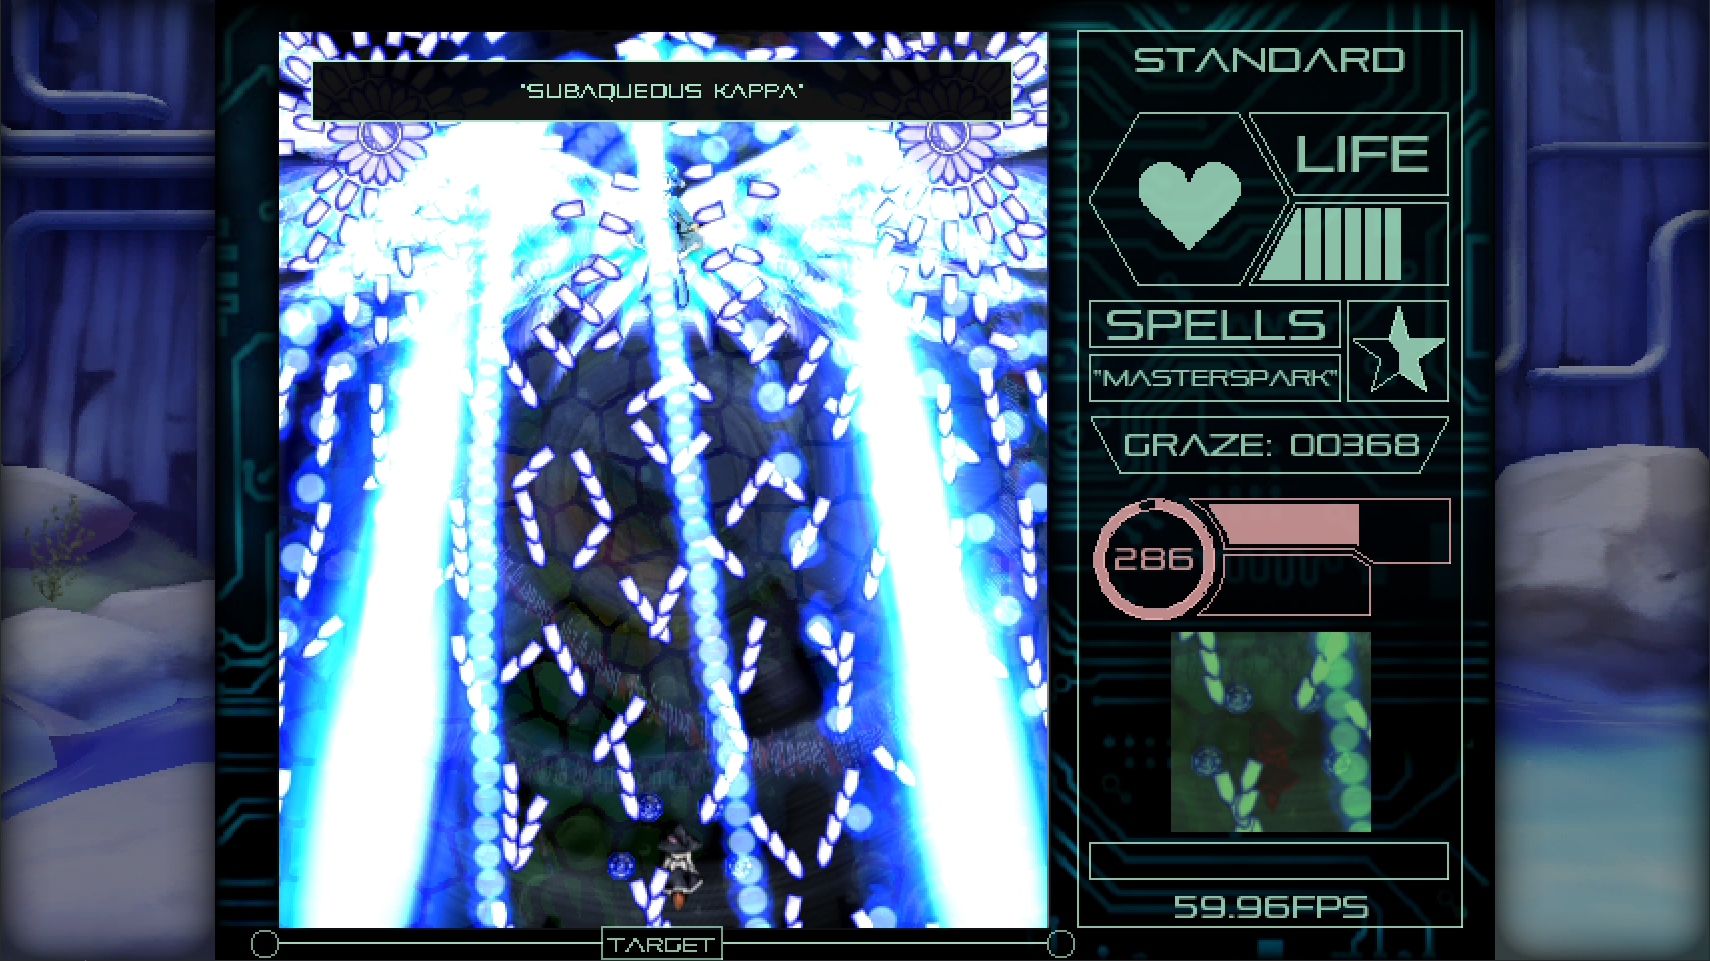 "SUBAQUEOUS KAPPA"
STANDARD
LIFE
SPELLS
"MASTERSPARK"
GRAZE: 00368
286
59.96FPS
TARGET